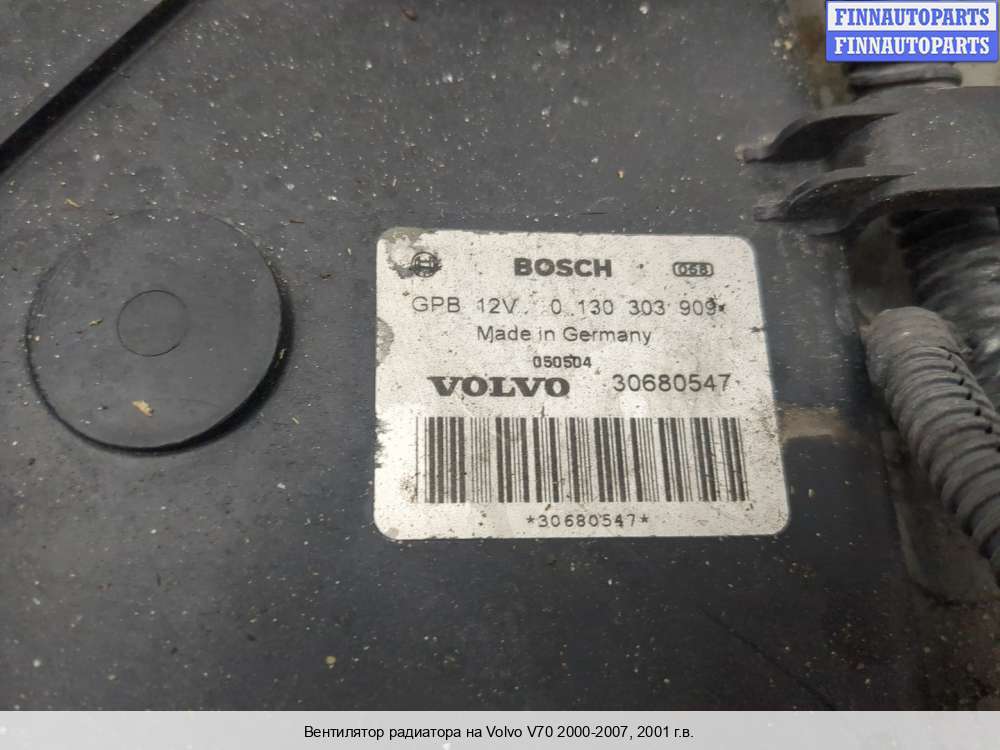 FINNAUTOPARTS
FINNAUTOPARTS
BOSCH 068
GPB 12V 0 130 303 909
Made in Germany
050504
VOLVO 30680547
*30680547*
Вентилятор радиатора на Volvo V70 2000-2007, 2001 г.в.